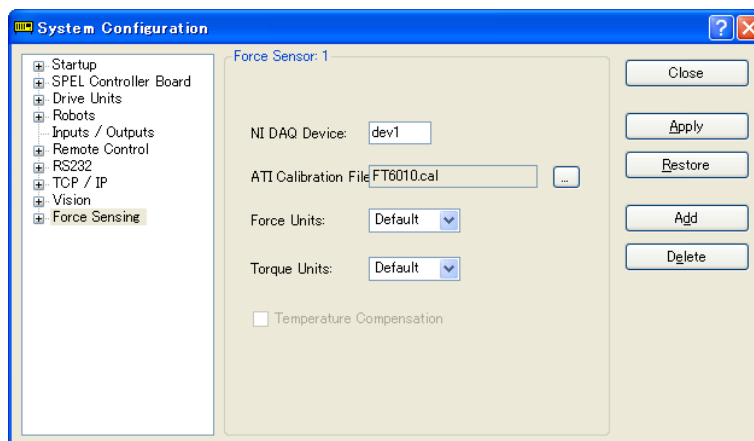 System Configuration
Startup
SPEL Controller Board
Drive Units
Robots
Inputs / Outputs
Remote Control
RS232
TCP / IP
Vision
Force Sensing
Force Sensor: 1
NI DAQ Device:
dev1
ATI Calibration File
FT6010.cal
...
Force Units:
Default
Torque Units:
Default
Temperature Compensation
Close
Apply
Restore
Add
Delete